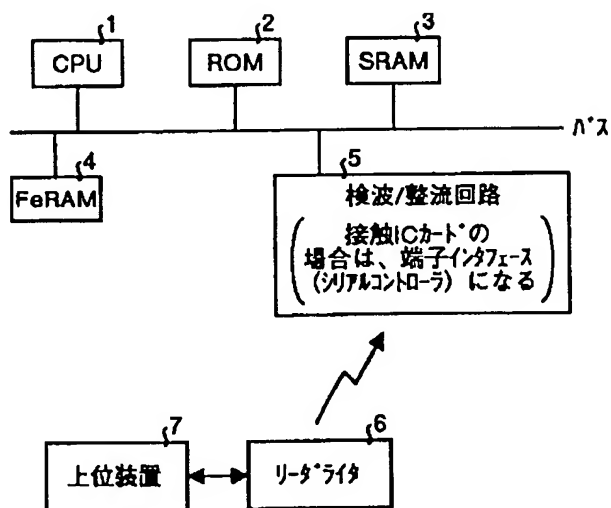 1
CPU
2
ROM
3
SRAM
バス
4
FeRAM
5
検波/整流回路
接触ICカードの
場合は、端子インタフェース
(シリアルコントローラ) になる
7
上位装置
6
リーダライタ